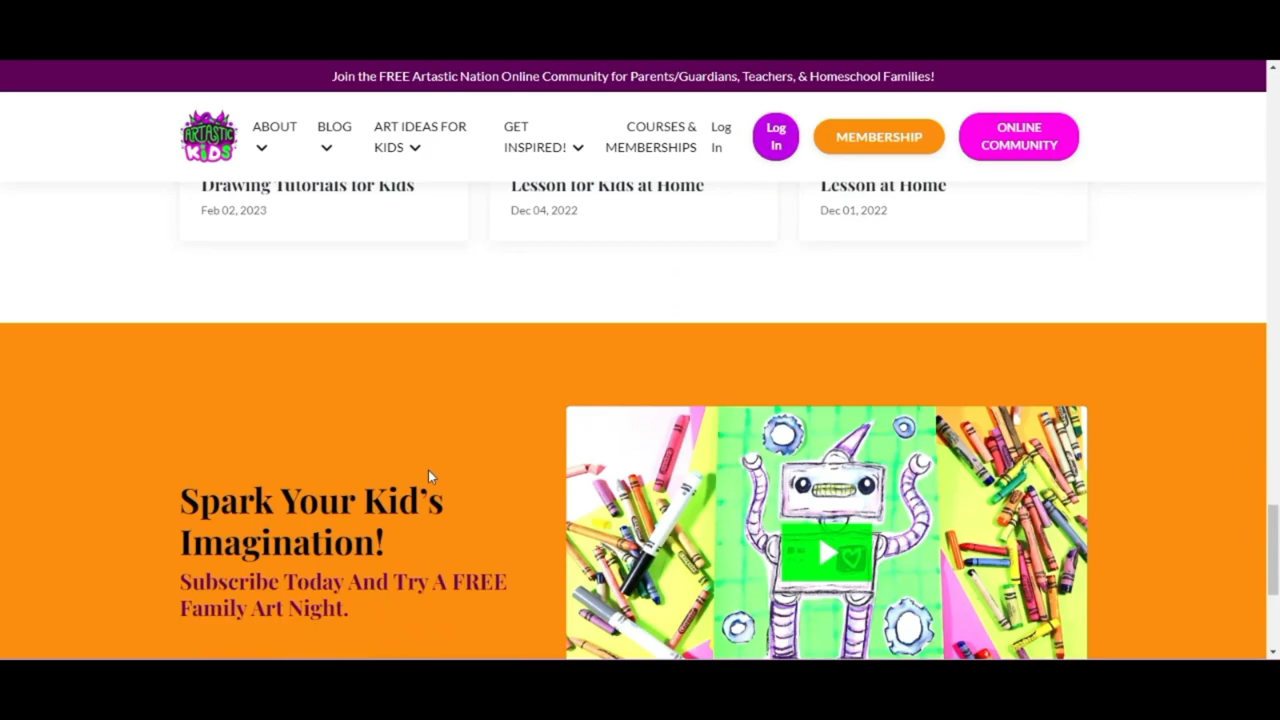 Join the FREE Artastic Nation Online Community for Parents/Guardians, Teachers, & Homeschool Families!
ARTASTIC
KIDS
ABOUT
BLOG
ART IDEAS FOR
KIDS
GET
INSPIRED!
COURSES &
MEMBERSHIPS
Log
In
Log
In
MEMBERSHIP
ONLINE
COMMUNITY
Drawing Tutorials for Kids
Feb 02, 2023
Lesson for Kids at Home
Dec 04, 2022
Lesson at Home
Dec 01, 2022
Spark Your Kid's
Imagination!
Subscribe Today And Try A FREE
Family Art Night.